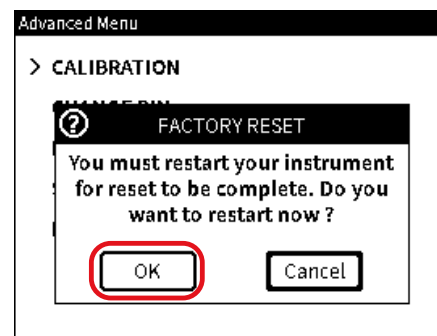 Advanced Menu
> CALIBRATION
FACTORY RESET
You must restart your instrument
for reset to be complete. Do you
want to restart now ?
OK
Cancel